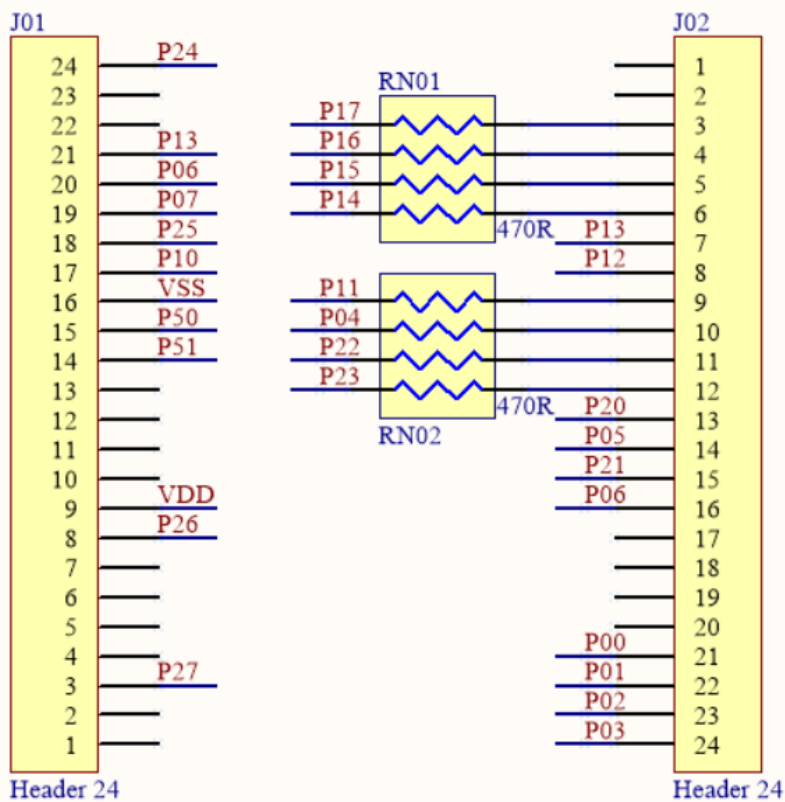 J01 J02
24 P24 1
23 RN01 2
22 P17 3
21 P13 P16 4
20 P06 P15 5
19 P07 P14 6
18 P25 470R P13 7
17 P10 P12 8
16 VSS P11 9
15 P50 P04 10
14 P51 P22 11
13 P23 12
12 470R P20 13
11 RN02 P05 14
10 P21 15
9 VDD P06 16
8 P26 17
7 18
6 19
5 20
4 P00 21
3 P27 P01 22
2 P02 23
1 P03 24
Header 24 Header 24